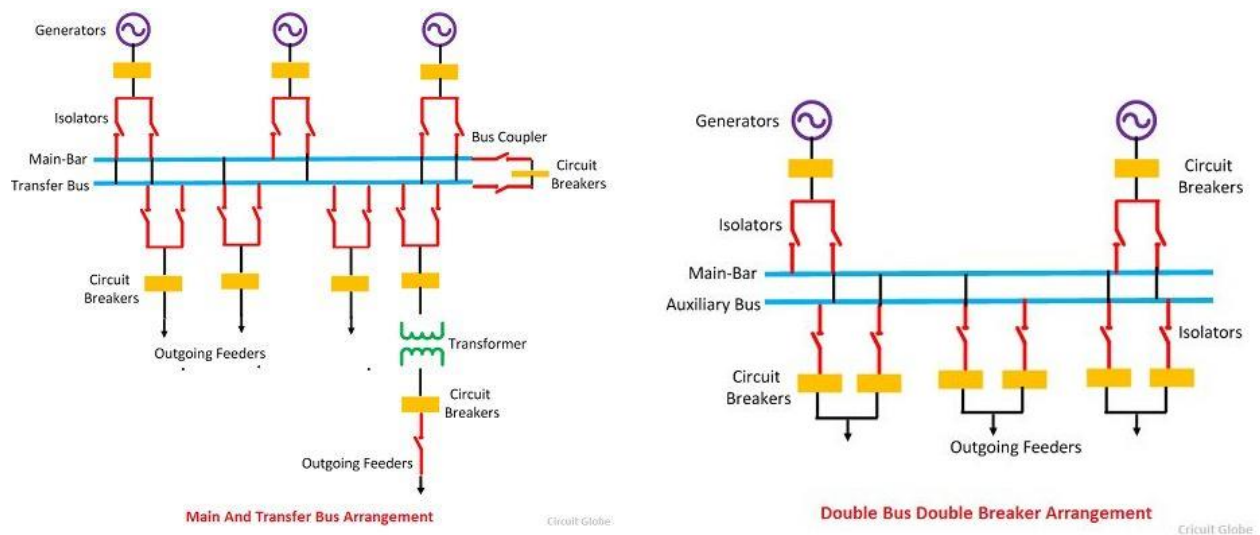 Generators
Isolators
Bus Coupler
Main-Bar
Transfer Bus
Circuit
Breakers
Circuit
Breakers
Outgoing Feeders
Transformer
Circuit
Breakers
Outgoing Feeders
Main And Transfer Bus Arrangement
Circuit Globe
Generators
Circuit
Breakers
Isolators
Main-Bar
Auxiliary Bus
Isolators
Circuit
Breakers
Outgoing Feeders
Double Bus Double Breaker Arrangement
Cricuit Globe